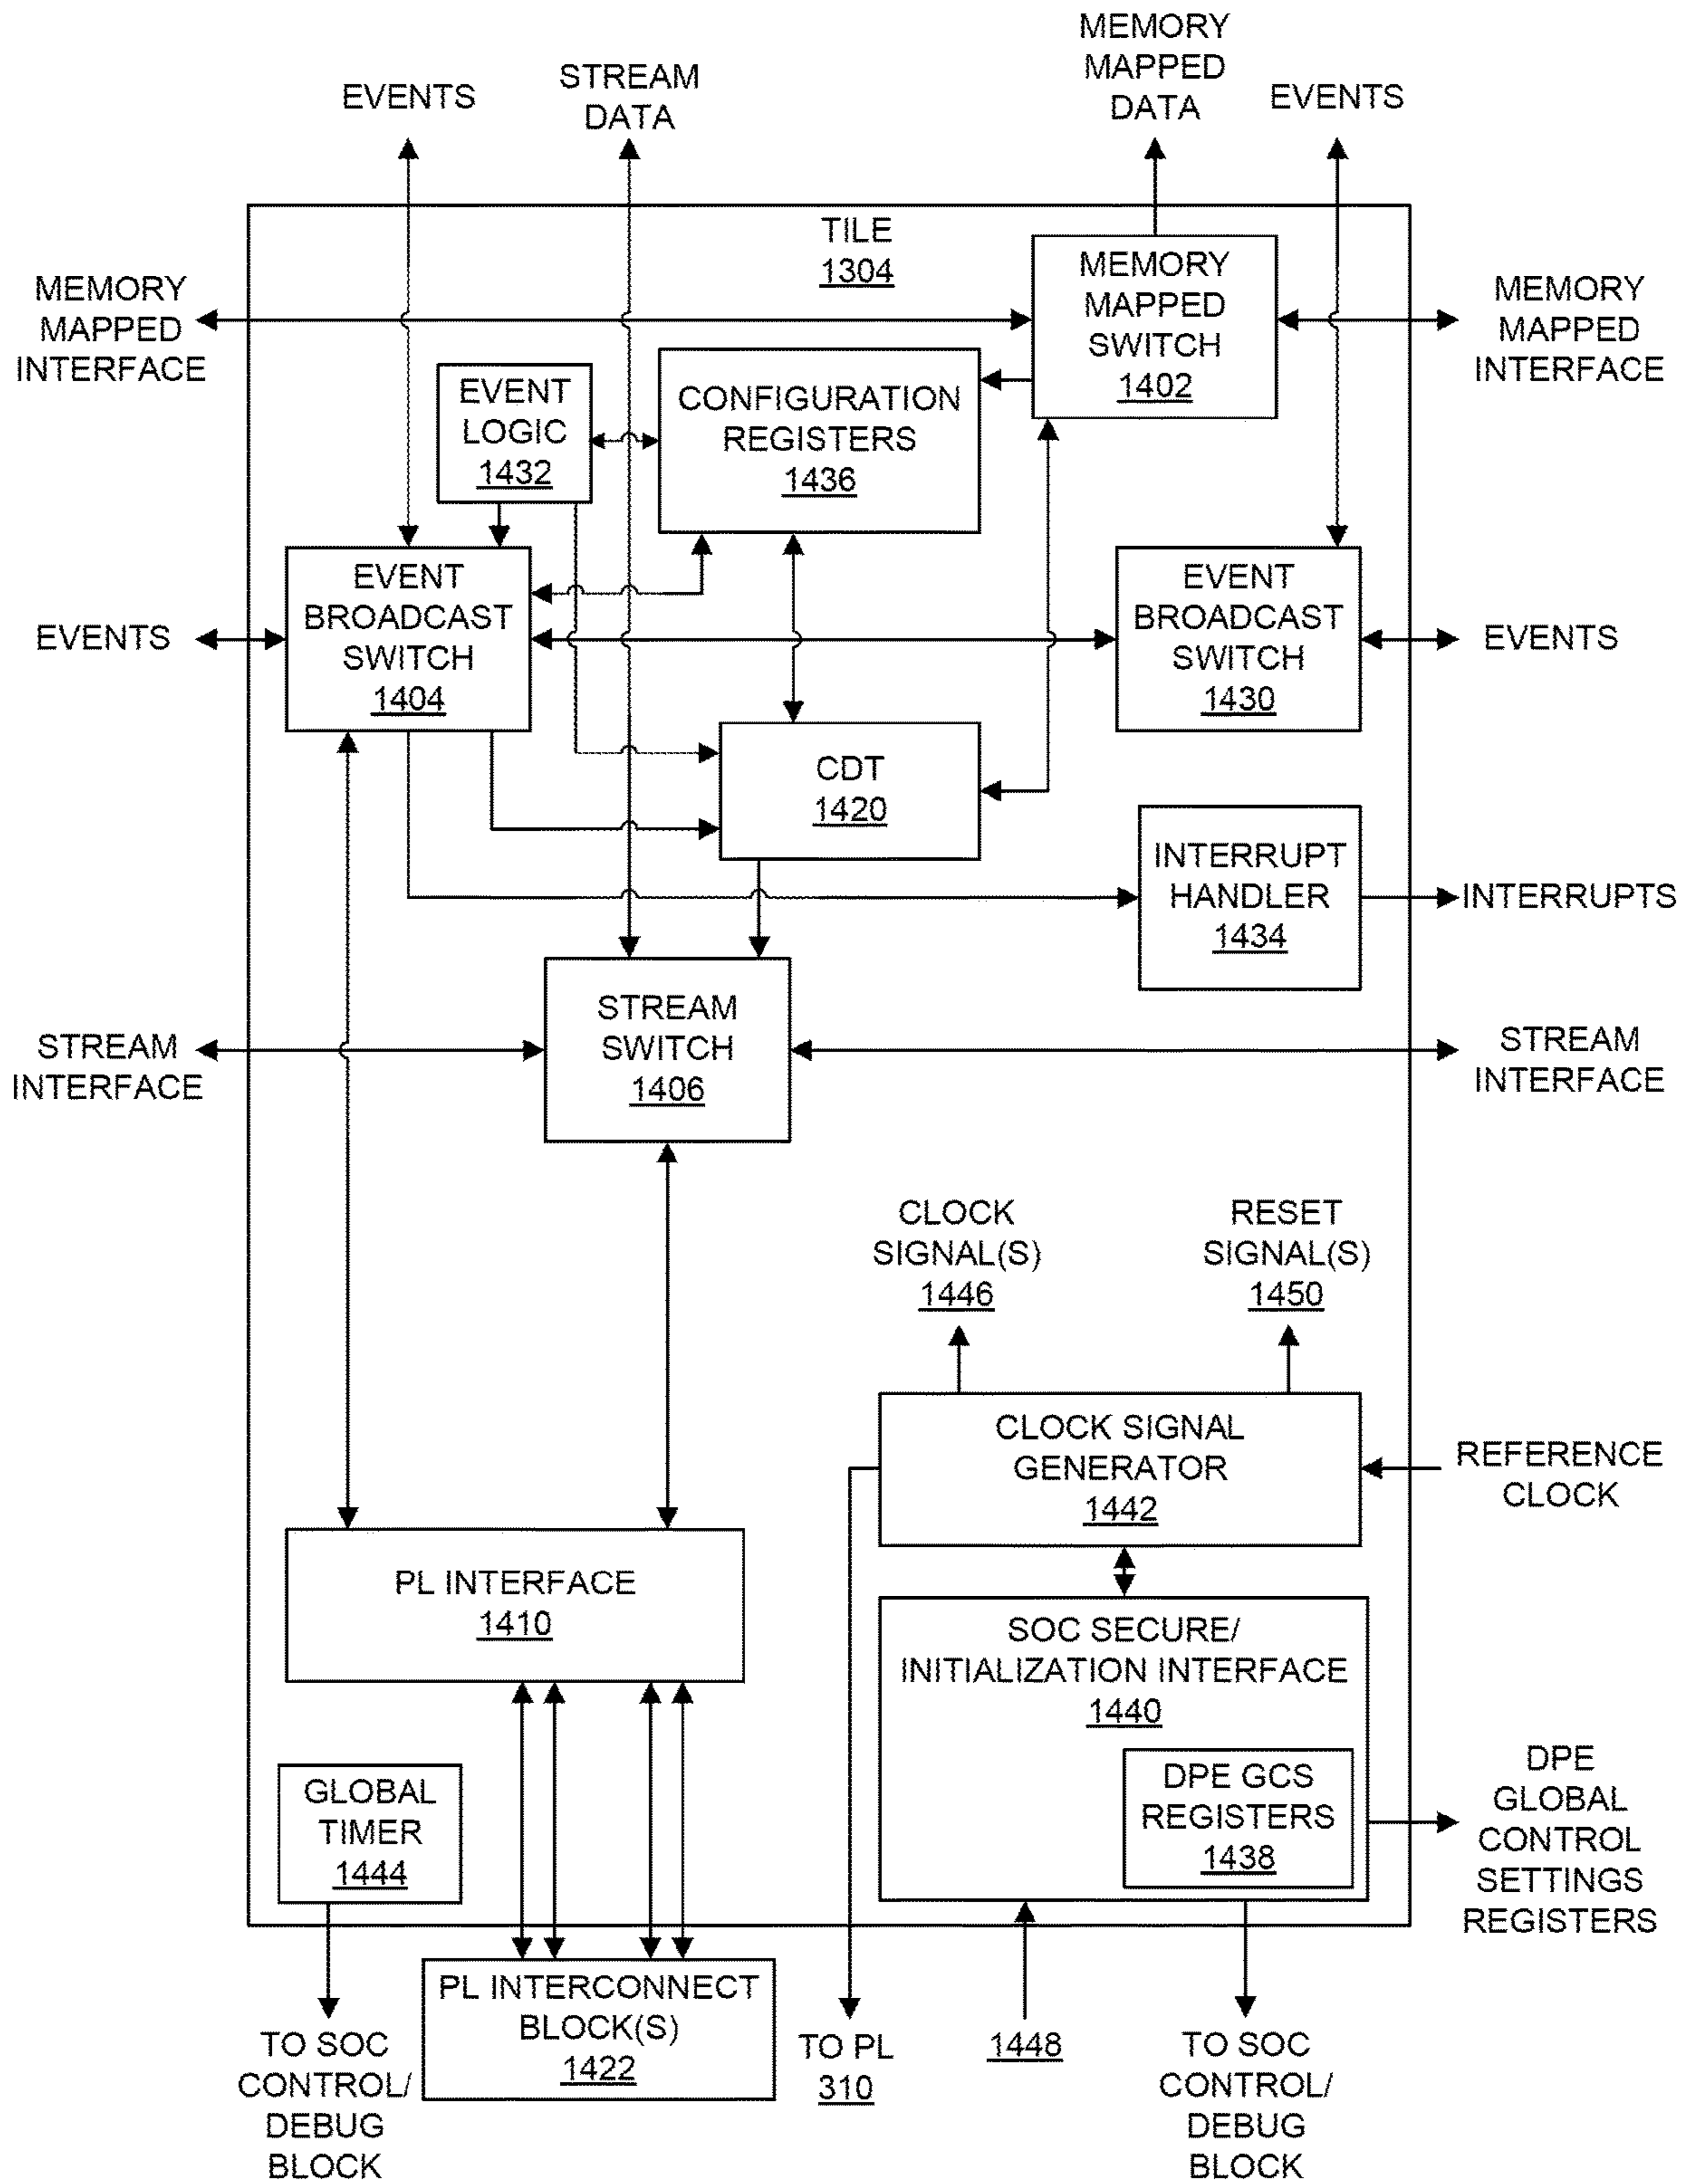 EVENTS
STREAM
DATA
MEMORY
MAPPED
DATA
EVENTS
TILE
1304
MEMORY
MAPPED
INTERFACE
MEMORY
MAPPED
SWITCH
1402
MEMORY
MAPPED
INTERFACE
EVENT
LOGIC
1432
CONFIGURATION
REGISTERS
1436
EVENTS
EVENT
BROADCAST
SWITCH
1404
EVENT
BROADCAST
SWITCH
1430
EVENTS
CDT
1420
INTERRUPT
HANDLER
1434
INTERRUPTS
STREAM
INTERFACE
STREAM
SWITCH
1406
STREAM
INTERFACE
CLOCK
SIGNAL(S)
1446
RESET
SIGNAL(S)
1450
CLOCK SIGNAL
GENERATOR
1442
REFERENCE
CLOCK
PL INTERFACE
1410
SOC SECURE/
INITIALIZATION INTERFACE
1440
DPE GCS
REGISTERS
1438
DPE
GLOBAL
CONTROL
SETTINGS
REGISTERS
GLOBAL
TIMER
1444
TO SOC
CONTROL/
DEBUG
BLOCK
PL INTERCONNECT
BLOCK(S)
1422
TO PL
310
1448
TO SOC
CONTROL/
DEBUG
BLOCK